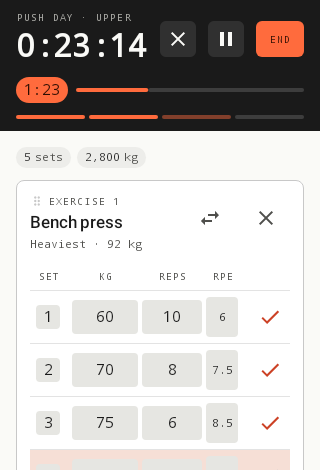 PUSH DAY · UPPER
0:23:14
END
1:23
5 sets
2,800 kg
EXERCISE 1
Bench press
Heaviest · 92 kg
SET KG REPS RPE
1 60 10 6
2 70 8 7.5
3 75 6 8.5